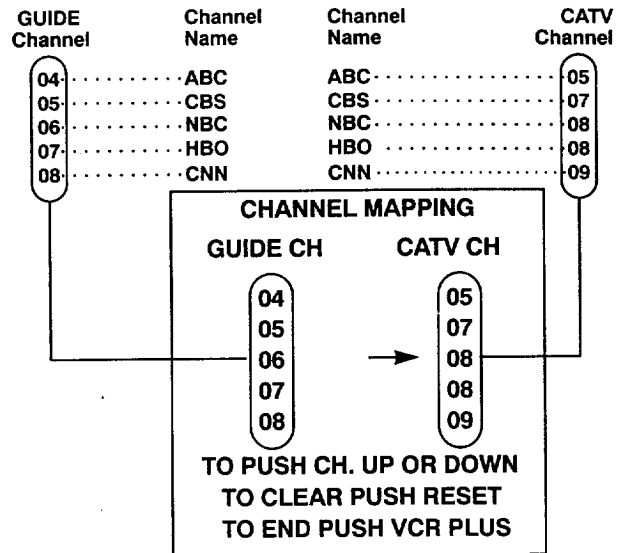 GUIDE Channel Channel CATV
Channel Name Name Channel
04 ABC ABC 05
05 CBS CBS 07
06 NBC NBC 08
07 HBO HBO 08
08 CNN CNN 09
CHANNEL MAPPING
GUIDE CH CATV CH
04 05
05 07
06 08
07 08
08 09
TO PUSH CH. UP OR DOWN
TO CLEAR PUSH RESET
TO END PUSH VCR PLUS